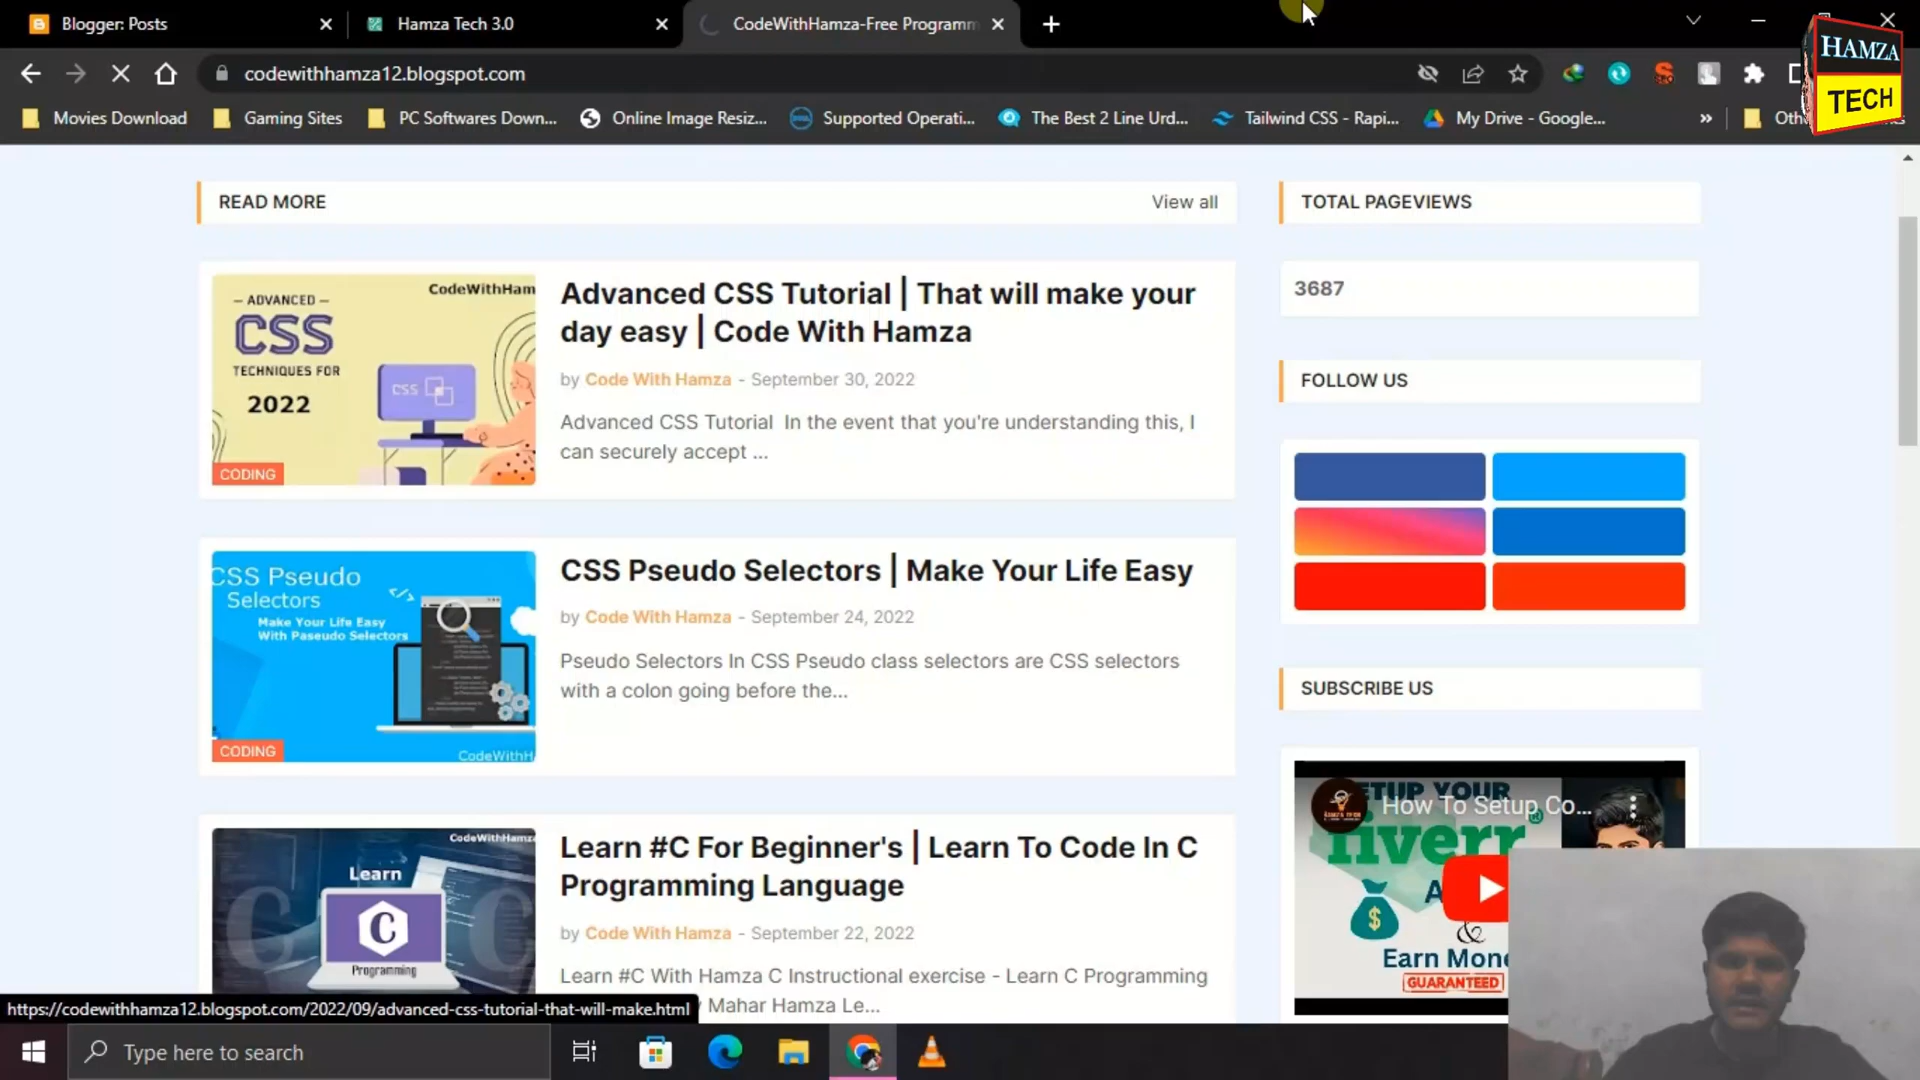 Blogger: Posts
Hamza Tech 3.0
CodeWithHamza-Free Programm
codewithhamza12.blogspot.com
HAMZA
TECH
Movies Download
Gaming Sites
PC Softwares Down...
Online Image Resiz...
Supported Operati...
The Best 2 Line Urd...
Tailwind CSS - Rapi...
My Drive - Google...
»
READ MORE
View all
TOTAL PAGEVIEWS
3687
– ADVANCED –
CSS
TECHNIQUES FOR
2022
CodeWithHam
CSS
CODING
Advanced CSS Tutorial | That will make your
day easy | Code With Hamza
by Code With Hamza - September 30, 2022
Advanced CSS Tutorial In the event that you're understanding this, I
can securely accept ...
FOLLOW US
CSS Pseudo
Selectors
Make Your Life Easy
With Paseudo Selectors
</>
CodeWithH
CODING
CSS Pseudo Selectors | Make Your Life Easy
by Code With Hamza - September 24, 2022
Pseudo Selectors In CSS Pseudo class selectors are CSS selectors
with a colon going before the...
SUBSCRIBE US
How To Setup Co...
SETUP YOUR
fiverr®
&
Earn Mon
GUARANTEED
CodeWithHamza
Learn
C
Programming
Learn #C For Beginner's | Learn To Code In C
Programming Language
by Code With Hamza - September 22, 2022
Learn #C With Hamza C Instructional exercise - Learn C Programming
Mahar Hamza Le...
https://codewithhamza12.blogspot.com/2022/09/advanced-css-tutorial-that-will-make.html
Type here to search